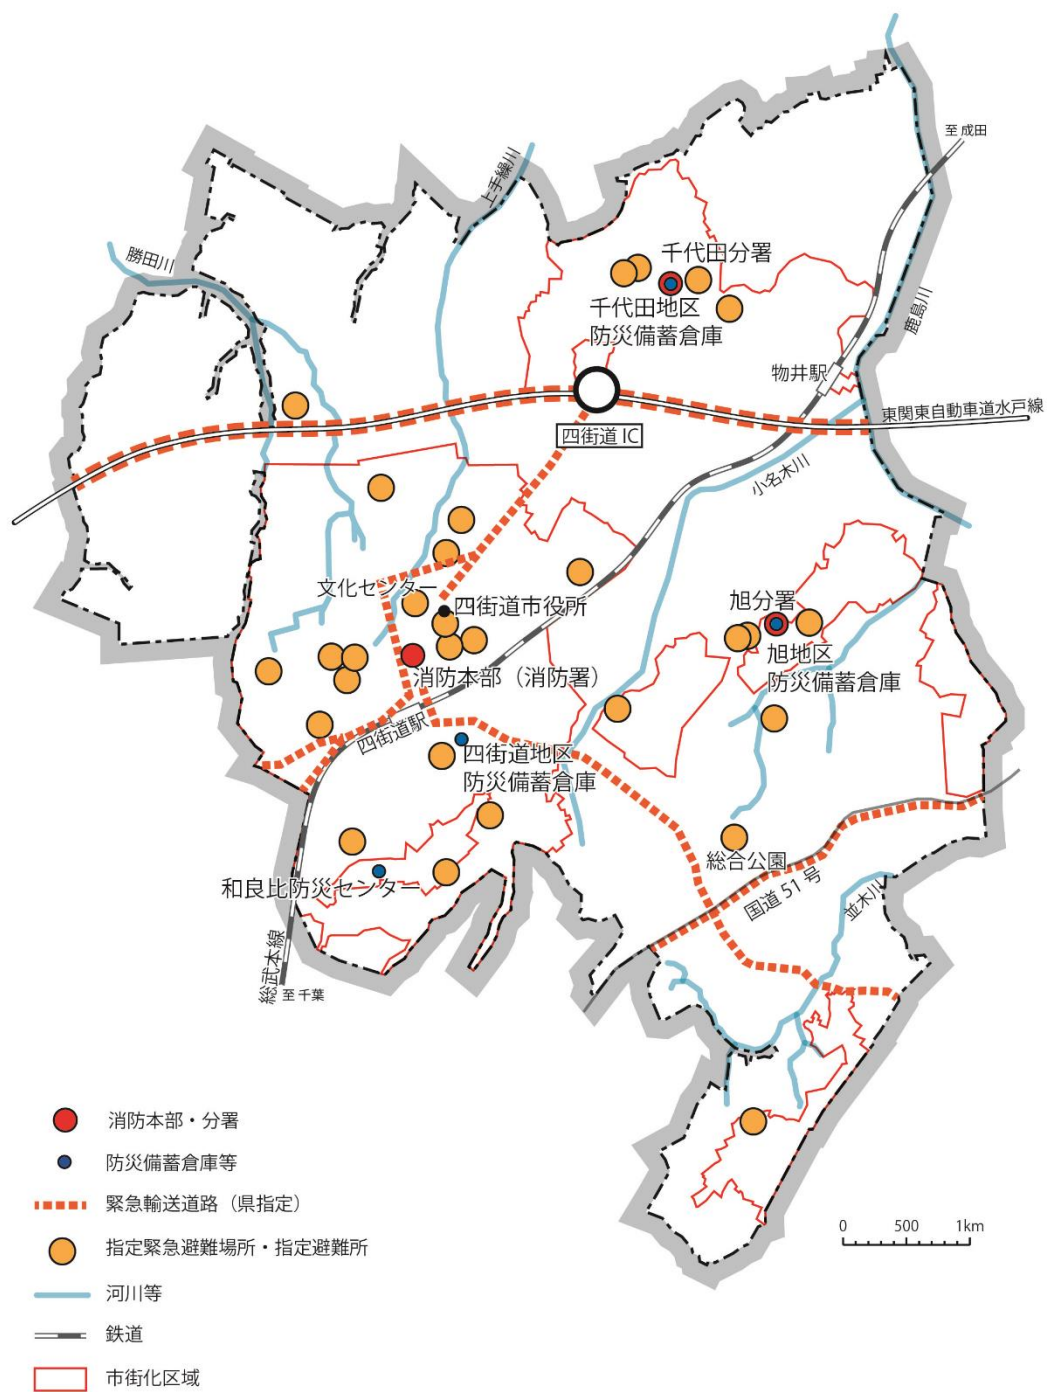 至 成田
上手繰川
勝田川
千代田分署
千代田地区
防災備蓄倉庫
鹿島川
物井駅
東関東自動車道水戸線
四街道 IC
小名木川
文化センター
四街道市役所
旭分署
旭地区
防災備蓄倉庫
消防本部（消防署）
四街道駅
四街道地区
防災備蓄倉庫
総合公園
和良比防災センター
国道 51 号
並木川
総武本線
至 千葉
消防本部・分署
防災備蓄倉庫等
緊急輸送道路（県指定）
指定緊急避難場所・指定避難所
河川等
鉄道
市街化区域
0 500 1km